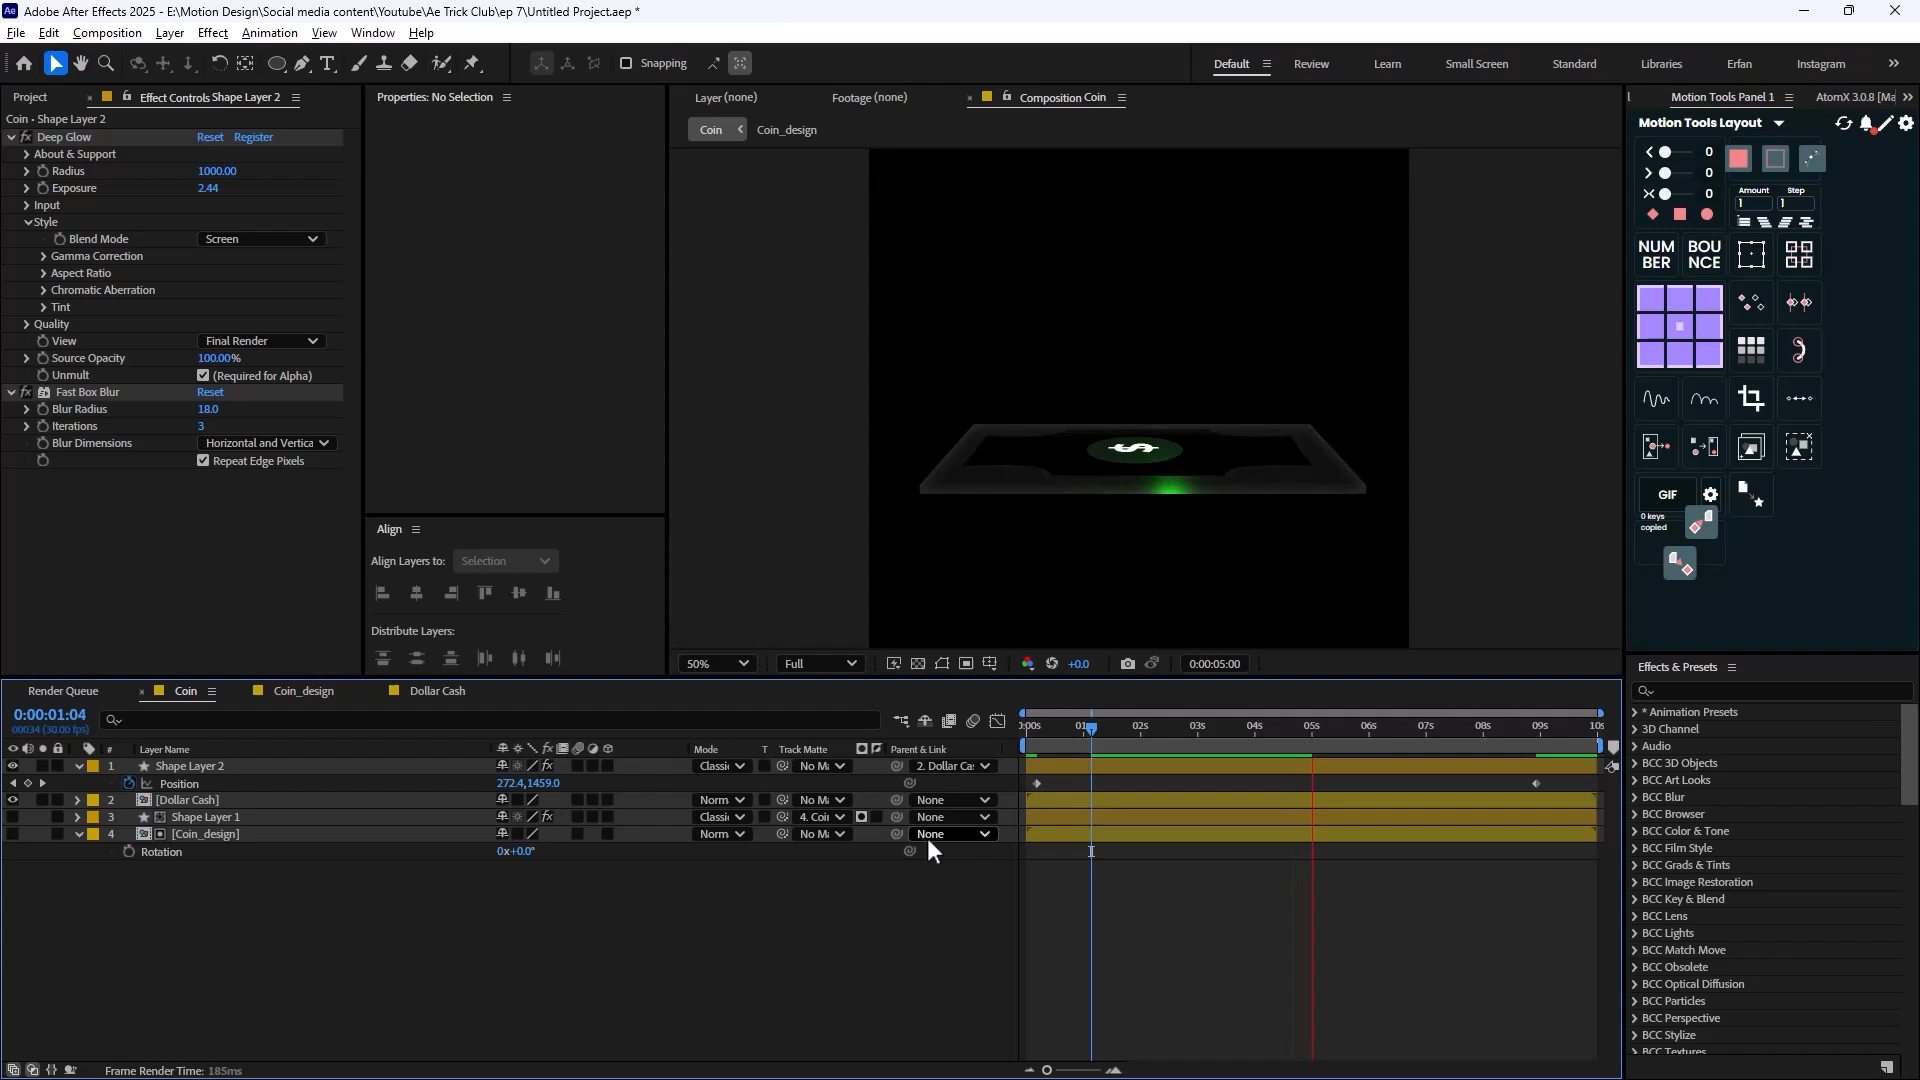 Adobe After Effects 2025 - E:\Motion Design\Social media content\Youtube\Ae Trick Club\ep 7\Untitled Project.aep *
File Edit Composition Layer Effect Animation View Window Help
Snapping
Default Review Learn Small Screen Standard Libraries Erfan Instagram
Project Effect Controls Shape Layer 2
Coin • Shape Layer 2
Deep Glow Reset Register
About & Support
Radius 1000.00
Exposure 2.44
Input
Style
Blend Mode Screen
Gamma Correction
Aspect Ratio
Chromatic Aberration
Tint
Quality
View Final Render
Source Opacity 100.00%
Unmult (Required for Alpha)
Fast Box Blur Reset
Blur Radius 18.0
Iterations 3
Blur Dimensions Horizontal and Vertica
Repeat Edge Pixels
Properties: No Selection
Align
Align Layers to: Selection
Distribute Layers:
Layer (none) Footage (none) Composition Coin
Coin Coin_design
$
50% Full +0.0 0:00:05:00
Motion Tools Panel 1 AtomX 3.0.8 [Ma
Motion Tools Layout
0
0
0
Amount Step
1 1
NUM
BER
BOU
NCE
GIF
0 keys
copied
Effects & Presets
* Animation Presets
3D Channel
Audio
BCC 3D Objects
BCC Art Looks
BCC Blur
BCC Browser
BCC Color & Tone
BCC Film Style
BCC Grads & Tints
BCC Image Restoration
BCC Key & Blend
BCC Lens
BCC Lights
BCC Match Move
BCC Obsolete
BCC Optical Diffusion
BCC Particles
BCC Perspective
BCC Stylize
BCC Textures
Render Queue Coin Coin_design Dollar Cash
0:00:01:04
00034 (30.00 fps)
# Layer Name Mode T Track Matte Parent & Link
1 Shape Layer 2 Classi No M 2. Dollar Ca
Position 272.4,1459.0
2 [Dollar Cash] Norm No M None
3 Shape Layer 1 Classi 4. Coi None
4 [Coin_design] Norm No M None
Rotation 0x+0.0°
:00s 01 02s 03s 04s 05s 06s 07s 08s 09s 10s
Frame Render Time: 185ms